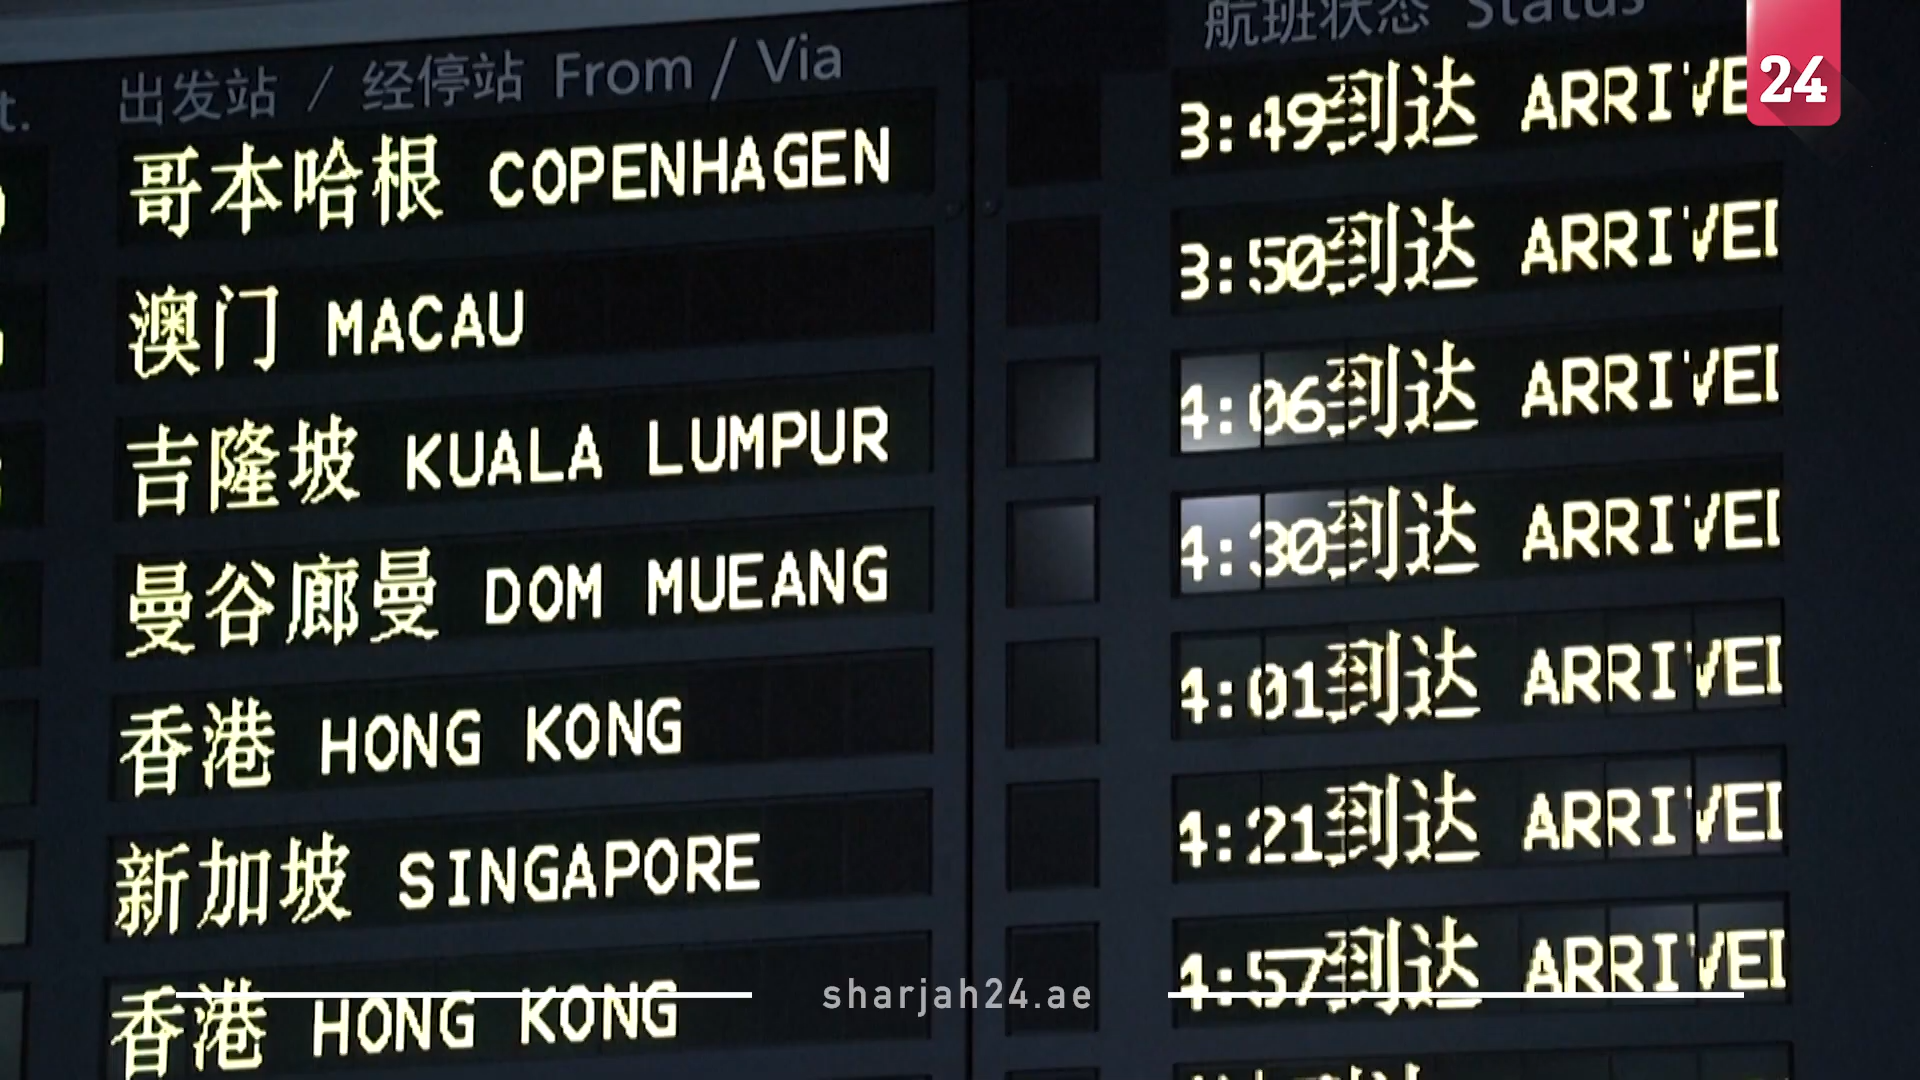 t. 出发站 / 经停站 From / Via 航班状态 Status
24
哥本哈根 COPENHAGEN 3:49到达 ARRIVE
澳门 MACAU 3:50到达 ARRIVED
吉隆坡 KUALA LUMPUR 4:06到达 ARRIVED
曼谷廊曼 DOM MUEANG 4:30到达 ARRIVED
香港 HONG KONG 4:01到达 ARRIVED
新加坡 SINGAPORE 4:21到达 ARRIVED
香港 HONG KONG 4:57到达 ARRIVED
sharjah24.ae